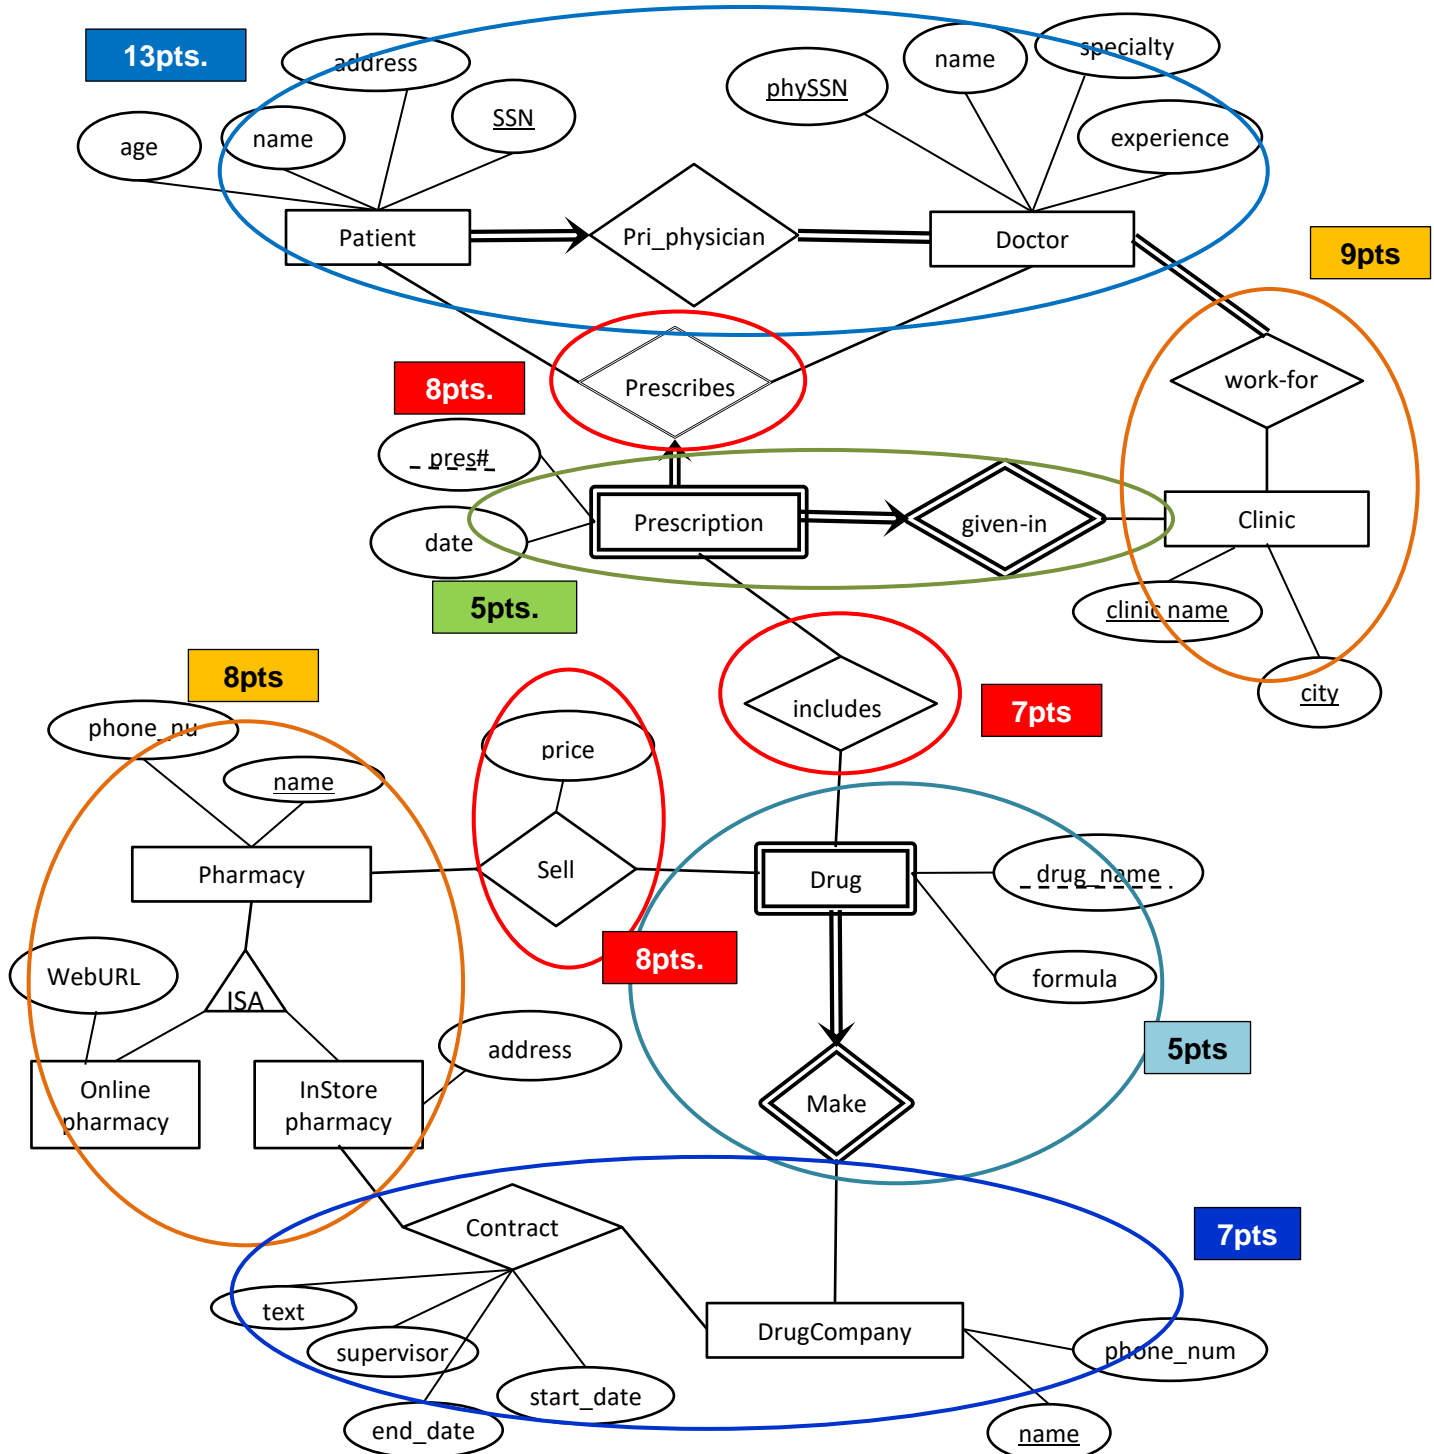 13pts.
address
specialty
name
phySSN
SSN
name
age
experience
Patient
Pri_physician
Doctor
9pts
8pts.
Prescribes
work-for
pres#
date
Prescription
given-in
Clinic
5pts.
clinic name
city
8pts
7pts
includes
phone_nu
name
price
Pharmacy
Sell
Drug
drug_name
8pts.
formula
WebURL
ISA
address
5pts
Online
pharmacy
InStore
pharmacy
Make
Contract
7pts
text
supervisor
end_date
start_date
DrugCompany
phone_num
name